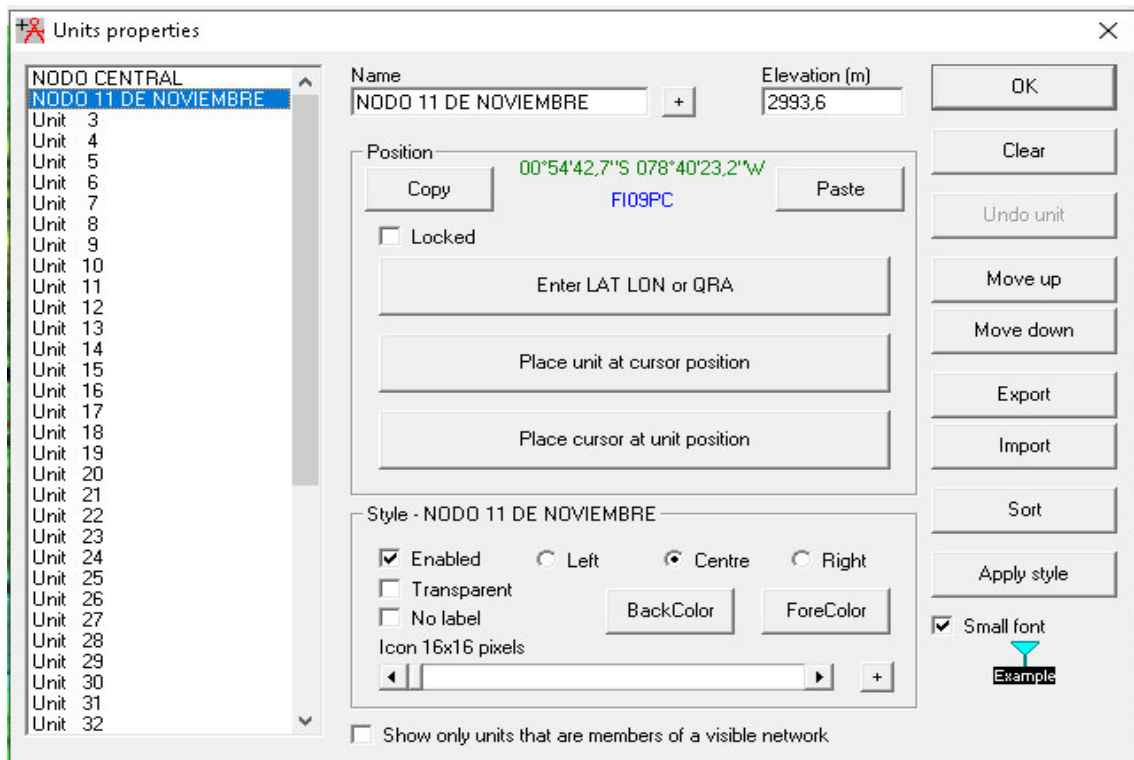 Units properties
NODO CENTRAL
NODO 11 DE NOVIEMBRE
Unit 3
Unit 4
Unit 5
Unit 6
Unit 7
Unit 8
Unit 9
Unit 10
Unit 11
Unit 12
Unit 13
Unit 14
Unit 15
Unit 16
Unit 17
Unit 18
Unit 19
Unit 20
Unit 21
Unit 22
Unit 23
Unit 24
Unit 25
Unit 26
Unit 27
Unit 28
Unit 29
Unit 30
Unit 31
Unit 32
Name
NODO 11 DE NOVIEMBRE
+
Elevation (m)
2993,6
Position
Copy
00°54'42,7"S 078°40'23,2"W
FI09PC
Paste
Locked
Enter LAT LON or QRA
Place unit at cursor position
Place cursor at unit position
Style - NODO 11 DE NOVIEMBRE
Enabled
Left
Centre
Right
Transparent
No label
BackColor
ForeColor
Icon 16x16 pixels
+
Show only units that are members of a visible network
OK
Clear
Undo unit
Move up
Move down
Export
Import
Sort
Apply style
Small font
Example